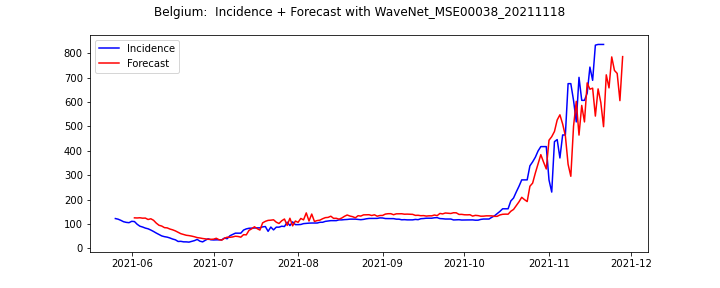 Belgium:  Incidence + Forecast with WaveNet_MSE00038_20211118
Incidence
Forecast
800
700
600
500
400
300
200
100
0
2021-06 2021-07 2021-08 2021-09 2021-10 2021-11 2021-12